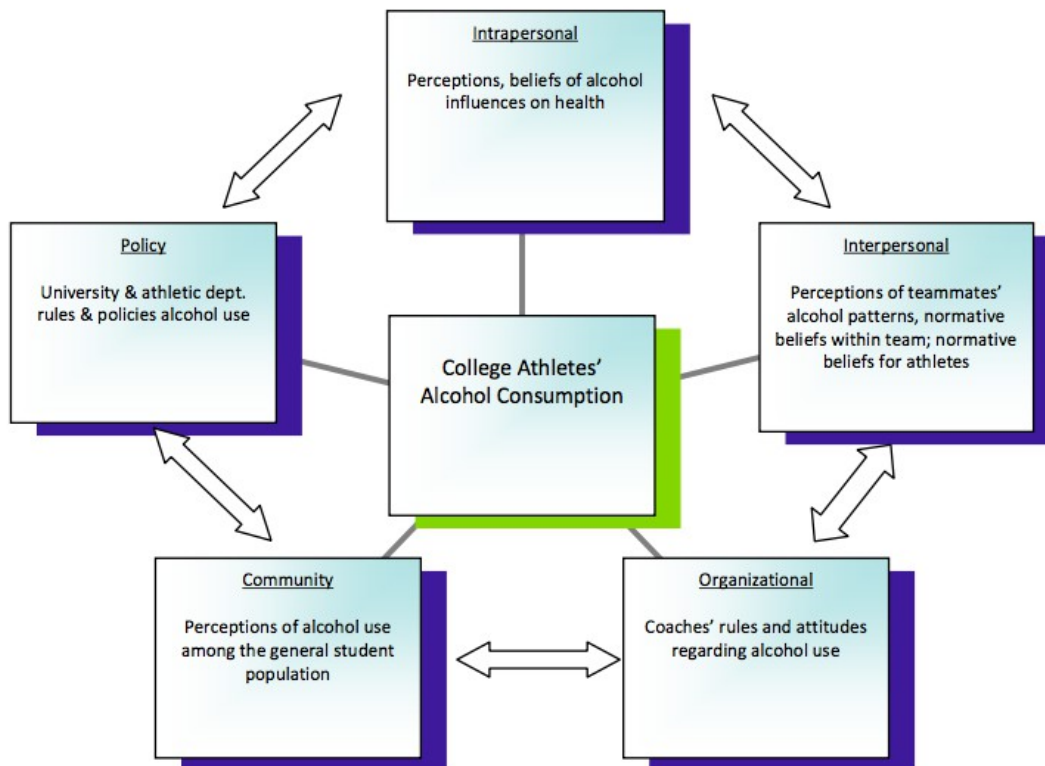 Intrapersonal
Perceptions, beliefs of alcohol
influences on health
Policy
University & athletic dept.
rules & policies alcohol use
Interpersonal
Perceptions of teammates’
alcohol patterns, normative
beliefs within team; normative
beliefs for athletes
College Athletes’
Alcohol Consumption
Community
Perceptions of alcohol use
among the general student
population
Organizational
Coaches’ rules and attitudes
regarding alcohol use